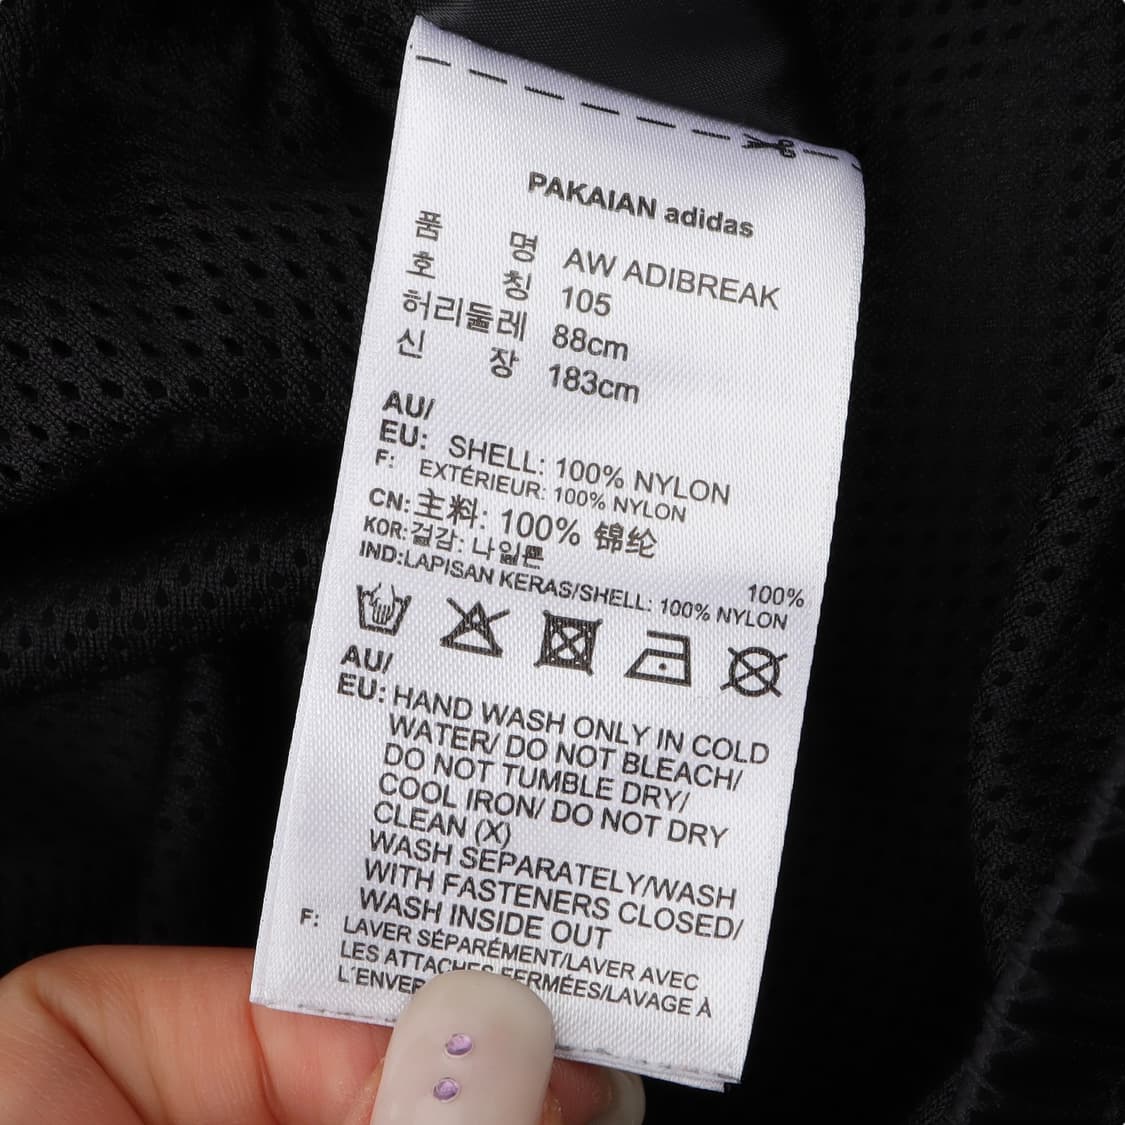 PAKAIAN adidas
품 명 AW ADIBREAK
호 칭 105
허리둘레 88cm
신 장 183cm
AU/
EU: SHELL: 100% NYLON
F: EXTÉRIEUR: 100% NYLON
CN: 主料: 100% 锦纶
KOR: 겉감: 나일론 100%
IND:LAPISAN KERAS/SHELL: 100% NYLON
AU/
EU: HAND WASH ONLY IN COLD
WATER/ DO NOT BLEACH/
DO NOT TUMBLE DRY/
COOL IRON/ DO NOT DRY
CLEAN (X)
WASH SEPARATELY/WASH
WITH FASTENERS CLOSED/
WASH INSIDE OUT
F: LAVER SÉPARÉMENT/LAVER AVEC
LES ATTACHES FERMÉES/LAVAGE À